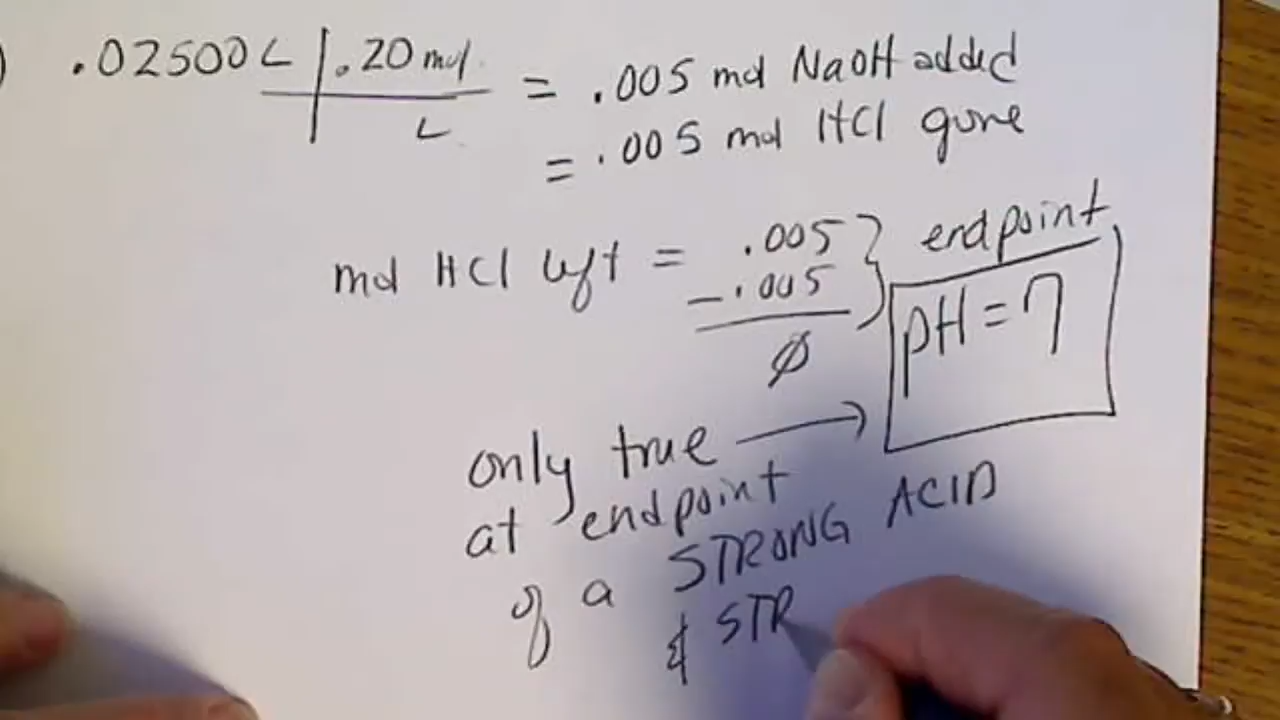 ) .02500 L | .20 mol = .005 mol NaOH added
L
= .005 mol HCl gone
mol HCl left = .005 } endpoint
- .005
Ø
pH = 7
only true →
at endpoint
of a STRONG ACID
& STR